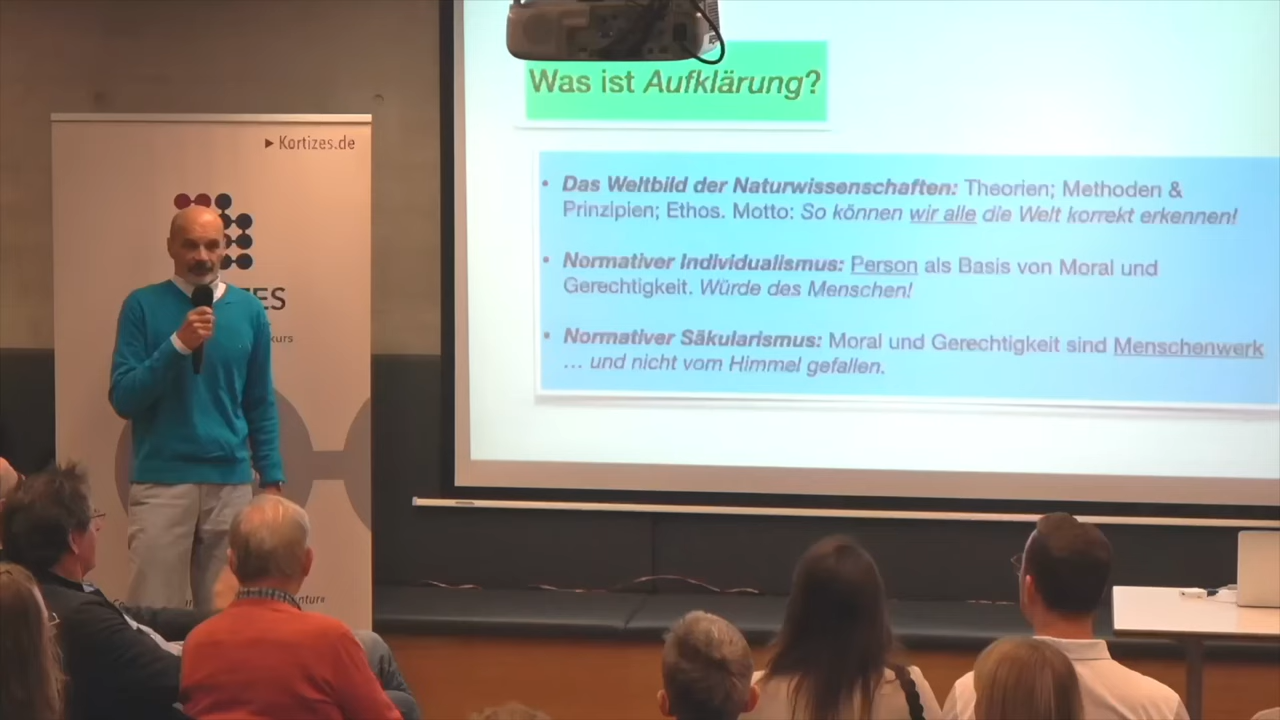 Kortizes.de
ZES
kurs
Was ist Aufklärung?
• Das Weltbild der Naturwissenschaften: Theorien; Methoden &
Prinzipien; Ethos. Motto: So können wir alle die Welt korrekt erkennen!
• Normativer Individualismus: Person als Basis von Moral und
Gerechtigkeit. Würde des Menschen!
• Normativer Säkularismus: Moral und Gerechtigkeit sind Menschenwerk
… und nicht vom Himmel gefallen.